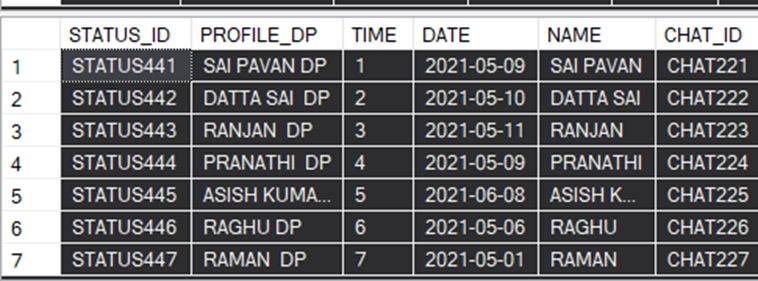 STATUS_ID PROFILE_DP TIME DATE NAME CHAT_ID
1 STATUS441 SAI PAVAN DP 1 2021-05-09 SAI PAVAN CHAT221
2 STATUS442 DATTA SAI  DP 2 2021-05-10 DATTA SAI CHAT222
3 STATUS443 RANJAN  DP 3 2021-05-11 RANJAN CHAT223
4 STATUS444 PRANATHI  DP 4 2021-05-09 PRANATHI CHAT224
5 STATUS445 ASISH KUMA... 5 2021-06-08 ASISH K... CHAT225
6 STATUS446 RAGHU DP 6 2021-05-06 RAGHU CHAT226
7 STATUS447 RAMAN  DP 7 2021-05-01 RAMAN CHAT227